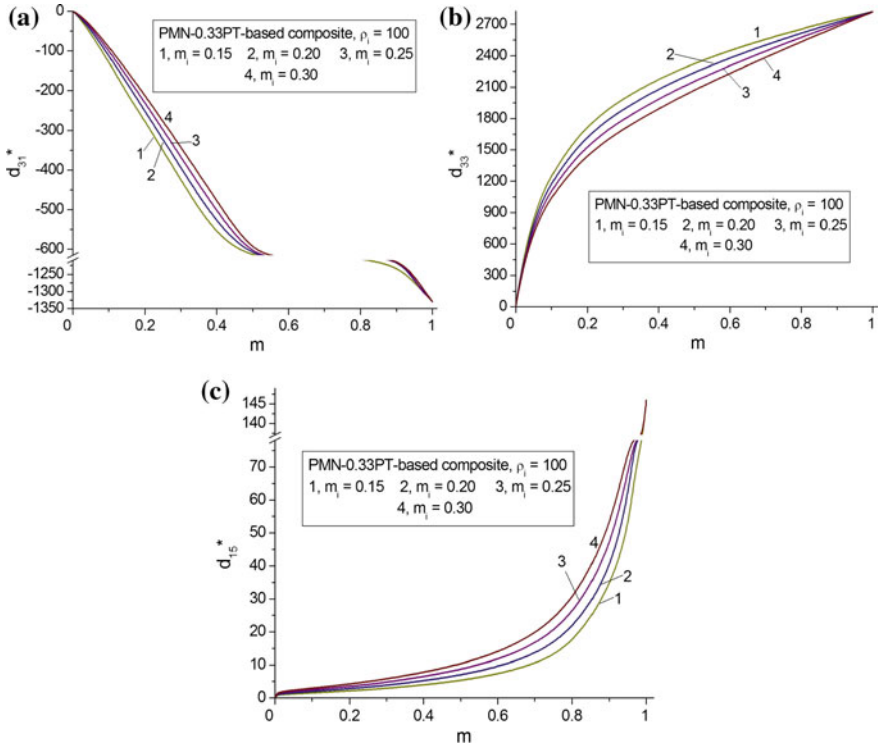 (a)
PMN-0.33PT-based composite, ρi = 100
1, mi = 0.15 2, mi = 0.20 3, mi = 0.25
4, mi = 0.30
0
-100
-200
-300
-400
-500
-600
-1250
-1300
-1350
d31*
4
3
1
2
0 0.2 0.4 0.6 0.8 1
m
(b)
2700
2400
2100
1800
1500
1200
900
600
300
0
d33*
1
2
3
4
PMN-0.33PT-based composite, ρi = 100
1, mi = 0.15 2, mi = 0.20 3, mi = 0.25
4, mi = 0.30
0 0.2 0.4 0.6 0.8 1
m
(c)
145
140
70
60
50
40
30
20
10
0
d15*
PMN-0.33PT-based composite, ρi = 100
1, mi = 0.15 2, mi = 0.20 3, mi = 0.25
4, mi = 0.30
4
3
2
1
0 0.2 0.4 0.6 0.8 1
m